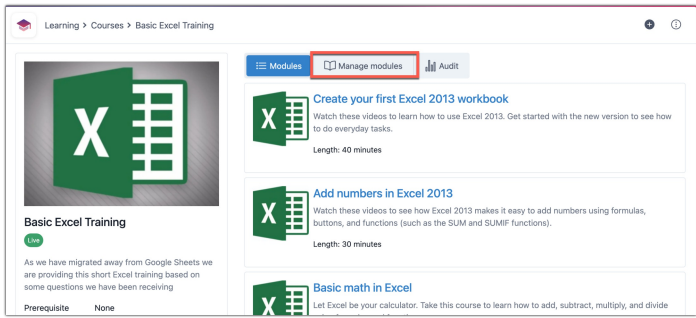 Learning > Courses > Basic Excel Training
Modules
Manage modules
Audit
X
Basic Excel Training
Live
As we have migrated away from Google Sheets we
are providing this short Excel training based on
some questions we have been receiving
Prerequisite None
X
Create your first Excel 2013 workbook
Watch these videos to learn how to use Excel 2013. Get started with the new version to see how
to do everyday tasks.
Length: 40 minutes
X
Add numbers in Excel 2013
Watch these videos to see how Excel 2013 makes it easy to add numbers using formulas,
buttons, and functions (such as the SUM and SUMIF functions).
Length: 30 minutes
X
Basic math in Excel
Let Excel be your calculator. Take this course to learn how to add, subtract, multiply, and divide